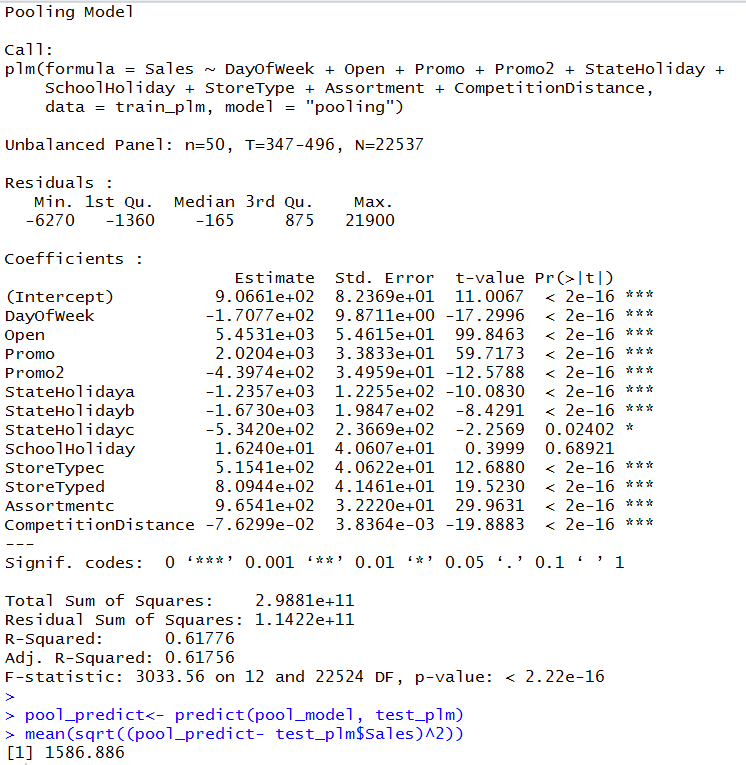 Pooling Model
Call:
plm(formula = Sales ~ DayOfWeek + Open + Promo + Promo2 + StateHoliday +
    SchoolHoliday + StoreType + Assortment + CompetitionDistance,
    data = train_plm, model = "pooling")
Unbalanced Panel: n=50, T=347-496, N=22537
Residuals :
   Min. 1st Qu.  Median 3rd Qu.    Max.
  -6270   -1360    -165     875   21900
Coefficients :
                       Estimate  Std. Error  t-value Pr(>|t|)
(Intercept)          9.0661e+02  8.2369e+01  11.0067  < 2e-16 ***
DayOfWeek           -1.7077e+02  9.8711e+00 -17.2996  < 2e-16 ***
Open                 5.4531e+03  5.4615e+01  99.8463  < 2e-16 ***
Promo                2.0204e+03  3.3833e+01  59.7173  < 2e-16 ***
Promo2              -4.3974e+02  3.4959e+01 -12.5788  < 2e-16 ***
StateHolidaya       -1.2357e+03  1.2255e+02 -10.0830  < 2e-16 ***
StateHolidayb       -1.6730e+03  1.9847e+02  -8.4291  < 2e-16 ***
StateHolidayc       -5.3420e+02  2.3669e+02  -2.2569  0.02402 *
SchoolHoliday        1.6240e+01  4.0607e+01   0.3999  0.68921
StoreTypec           5.1541e+02  4.0622e+01  12.6880  < 2e-16 ***
StoreTyped           8.0944e+02  4.1461e+01  19.5230  < 2e-16 ***
Assortmentc          9.6541e+02  3.2220e+01  29.9631  < 2e-16 ***
CompetitionDistance -7.6299e-02  3.8364e-03 -19.8883  < 2e-16 ***
---
Signif. codes:  0 ‘***’ 0.001 ‘**’ 0.01 ‘*’ 0.05 ‘.’ 0.1 ‘ ’ 1
Total Sum of Squares:    2.9881e+11
Residual Sum of Squares: 1.1422e+11
R-Squared:      0.61776
Adj. R-Squared: 0.61756
F-statistic: 3033.56 on 12 and 22524 DF, p-value: < 2.22e-16
>
> pool_predict<- predict(pool_model, test_plm)
> mean(sqrt((pool_predict- test_plm$Sales)^2))
[1] 1586.886